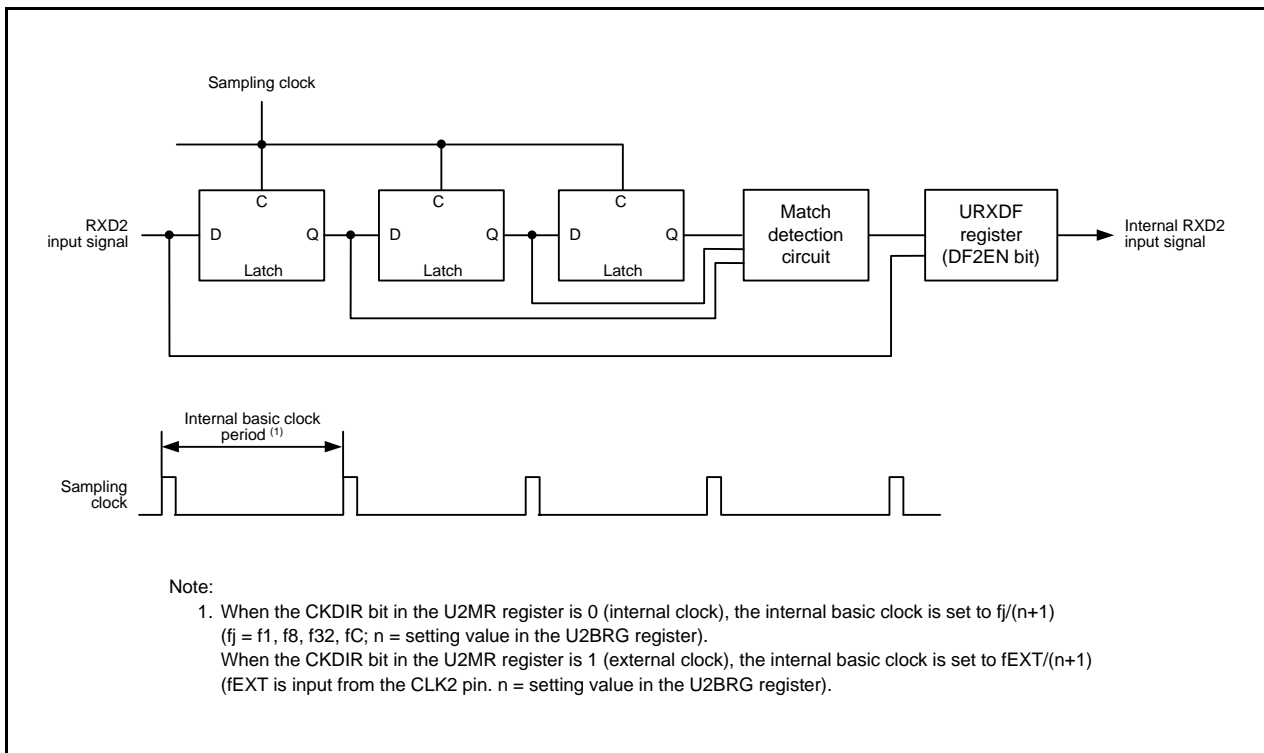 Sampling clock
C
C
C
RXD2
input signal
D
Q
D
Q
D
Q
Latch
Latch
Latch
Match
detection
circuit
URXDF
register
(DF2EN bit)
Internal RXD2
input signal
Internal basic clock
period (1)
Sampling
clock
Note:
1. When the CKDIR bit in the U2MR register is 0 (internal clock), the internal basic clock is set to fj/(n+1)
(fj = f1, f8, f32, fC; n = setting value in the U2BRG register).
When the CKDIR bit in the U2MR register is 1 (external clock), the internal basic clock is set to fEXT/(n+1)
(fEXT is input from the CLK2 pin. n = setting value in the U2BRG register).